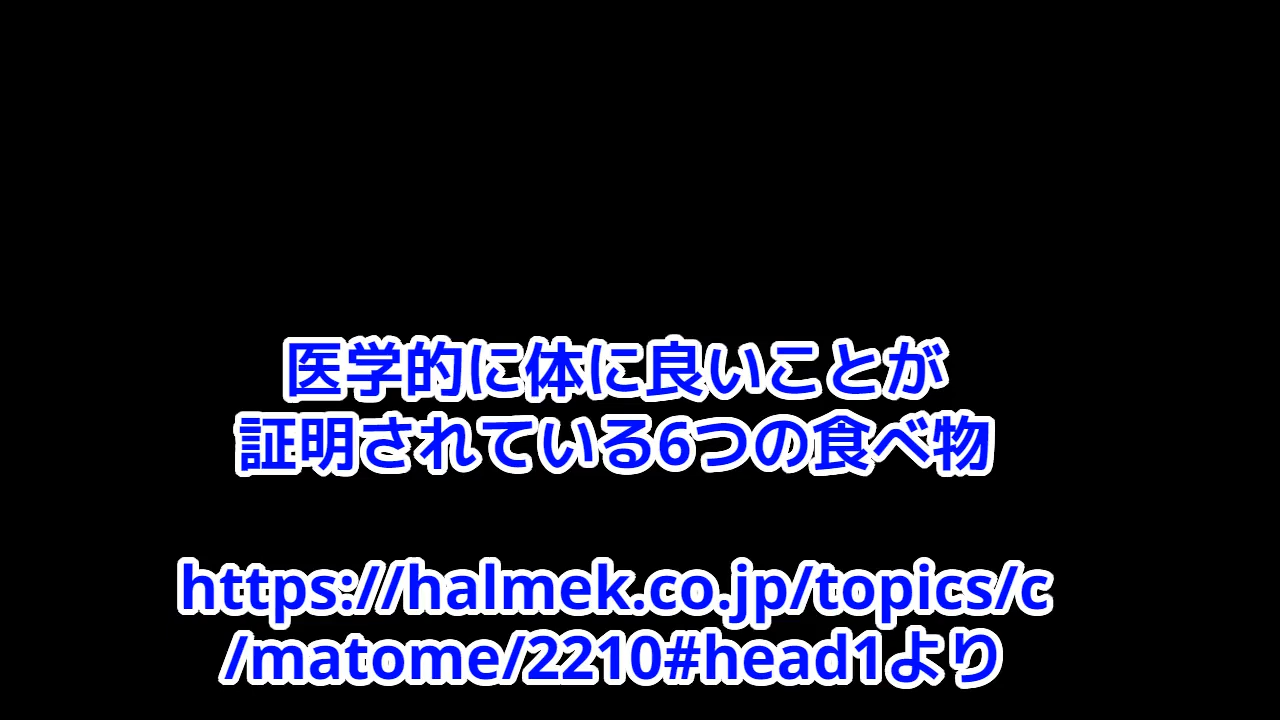 医学的に体に良いことが
証明されている6つの食べ物
https://halmek.co.jp/topics/c
/matome/2210#head1より